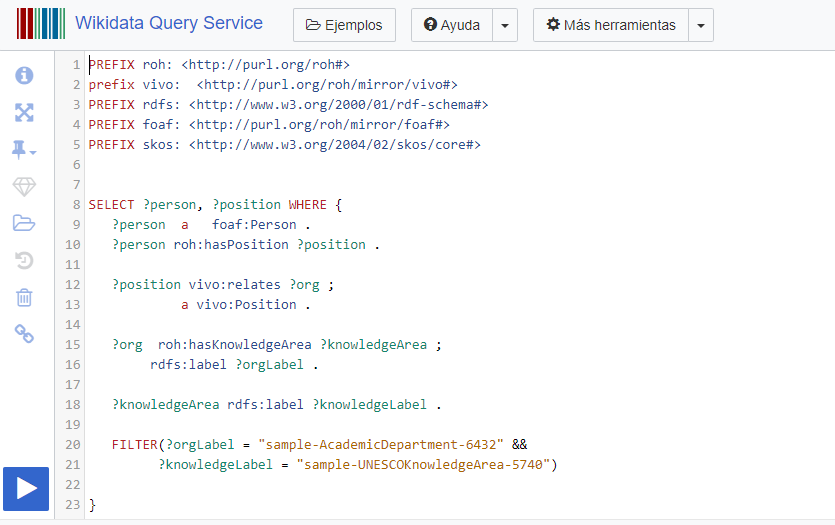 Wikidata Query Service Ejemplos Ayuda Más herramientas
1 PREFIX roh: <http://purl.org/roh#>
2 prefix vivo:  <http://purl.org/roh/mirror/vivo#>
3 PREFIX rdfs: <http://www.w3.org/2000/01/rdf-schema#>
4 PREFIX foaf: <http://purl.org/roh/mirror/foaf#>
5 PREFIX skos: <http://www.w3.org/2004/02/skos/core#>
6
7
8 SELECT ?person, ?position WHERE {
9    ?person  a   foaf:Person .
10    ?person roh:hasPosition ?position .
11
12    ?position vivo:relates ?org ;
13             a vivo:Position .
14
15    ?org  roh:hasKnowledgeArea ?knowledgeArea ;
16         rdfs:label ?orgLabel .
17
18    ?knowledgeArea rdfs:label ?knowledgeLabel .
19
20    FILTER(?orgLabel = "sample-AcademicDepartment-6432" &&
21          ?knowledgeLabel = "sample-UNESCOKnowledgeArea-5740")
22
23 }